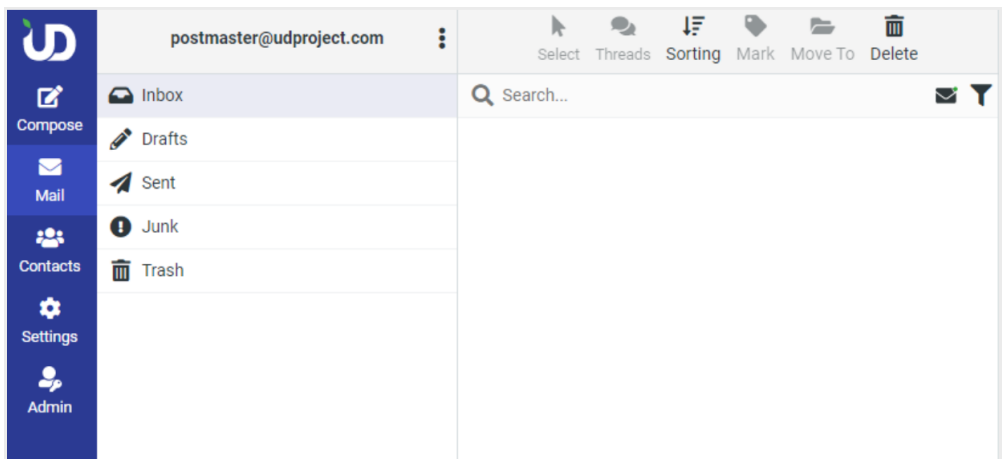 UD
postmaster@udproject.com
Select Threads Sorting Mark Move To Delete
Compose
Mail
Contacts
Settings
Admin
Inbox
Drafts
Sent
Junk
Trash
Search...